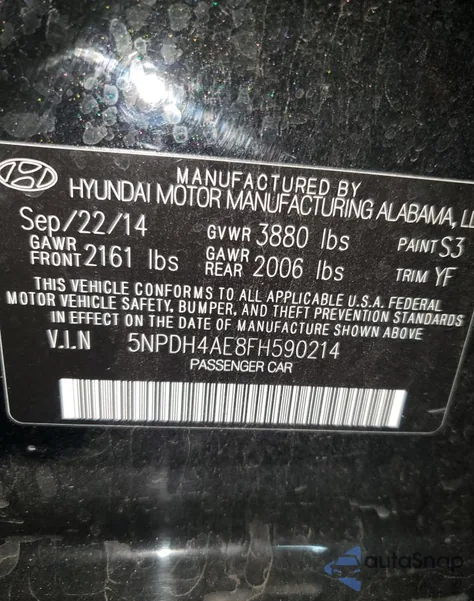 MANUFACTURED BY
HYUNDAI MOTOR MANUFACTURING ALABAMA, LL
Sep/22/14 GVWR 3880 lbs PAINT S3
GAWR FRONT 2161 lbs GAWR REAR 2006 lbs TRIM YF
THIS VEHICLE CONFORMS TO ALL APPLICABLE U.S.A. FEDERAL
MOTOR VEHICLE SAFETY, BUMPER, AND THEFT PREVENTION STANDARDS
IN EFFECT ON THE DATE OF MANUFACTURE SHOWN ABOVE.
V.I.N 5NPDH4AE8FH590214
PASSENGER CAR
autoSnap